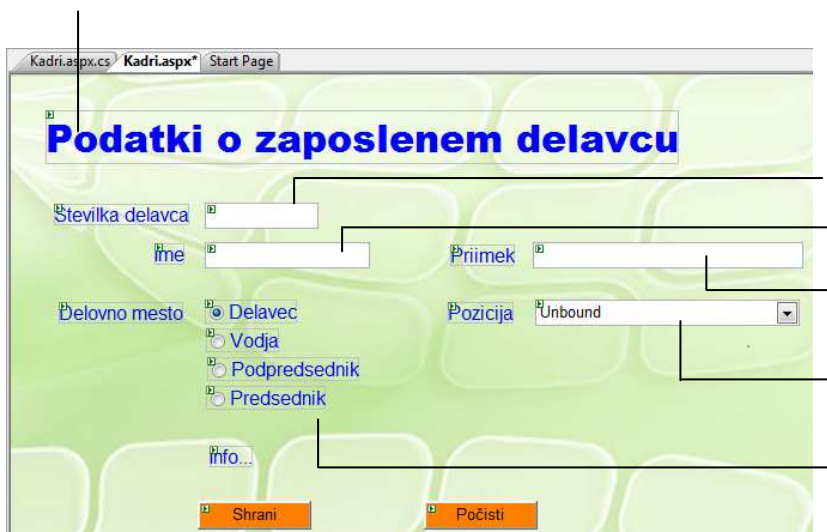 Kadri.aspx.cs Kadri.aspx* Start Page
Podatki o zaposlenem delavcu
Številka delavca
Ime Priimek
Delovno mesto Delavec Pozicija Unbound
Vodja
Podpredsednik
Predsednik
Info...
Shrani Počisti